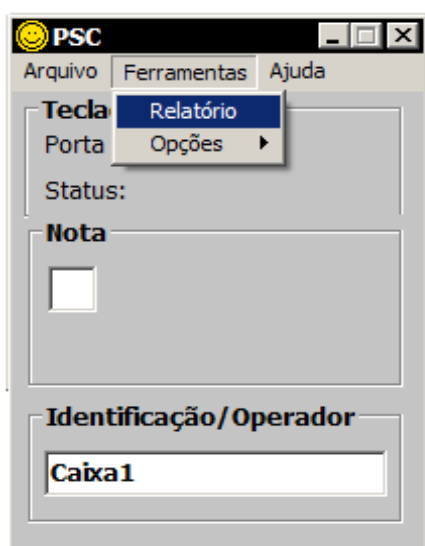 PSC
Arquivo Ferramentas Ajuda
Relatório
Opções
Porta
Status:
Nota
Identificação/Operador
Caixa1